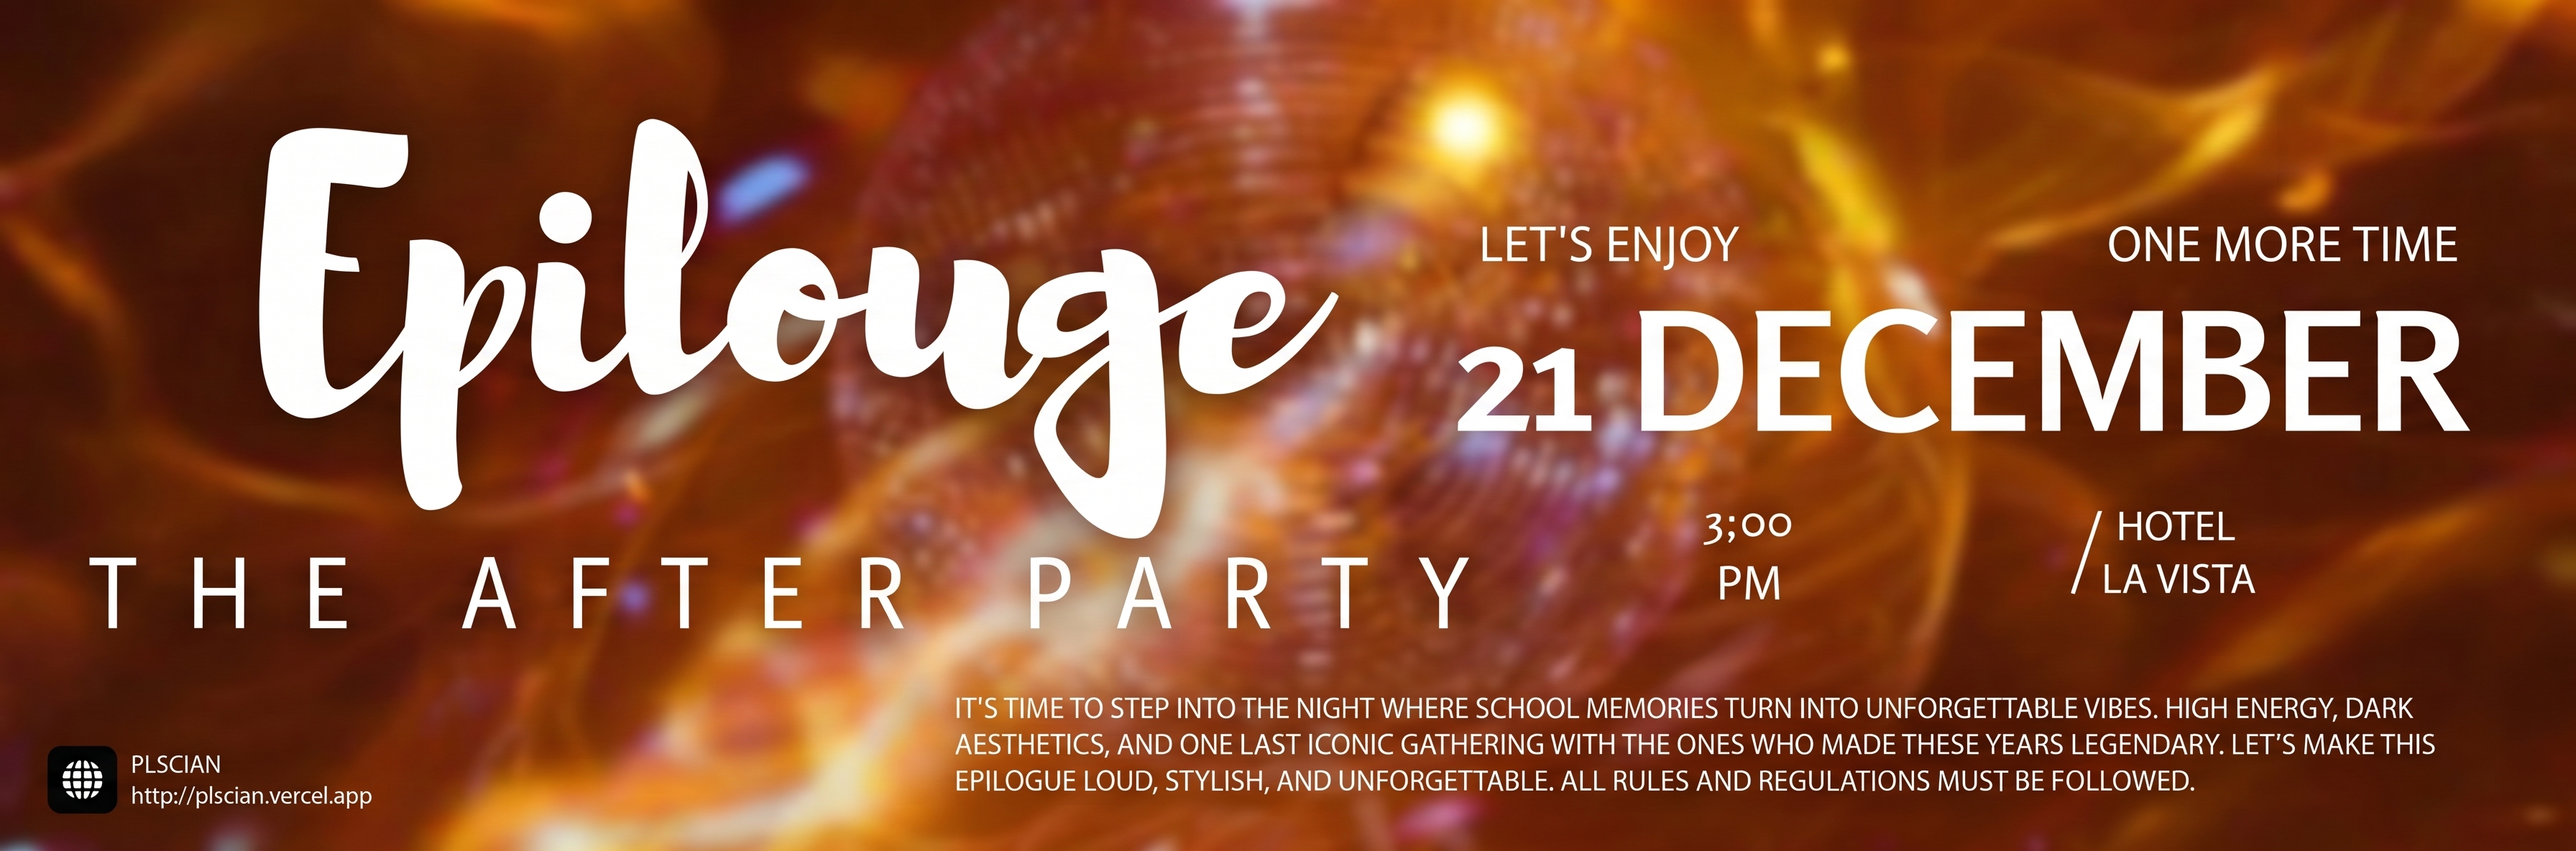 Epilouge
THE AFTER PARTY
LET'S ENJOY
ONE MORE TIME
21 DECEMBER
3;00
PM
/ HOTEL
LA VISTA
IT'S TIME TO STEP INTO THE NIGHT WHERE SCHOOL MEMORIES TURN INTO UNFORGETTABLE VIBES. HIGH ENERGY, DARK
AESTHETICS, AND ONE LAST ICONIC GATHERING WITH THE ONES WHO MADE THESE YEARS LEGENDARY. LET'S MAKE THIS
EPILOGUE LOUD, STYLISH, AND UNFORGETTABLE. ALL RULES AND REGULATIONS MUST BE FOLLOWED.
PLSCIAN
http://plscian.vercel.app